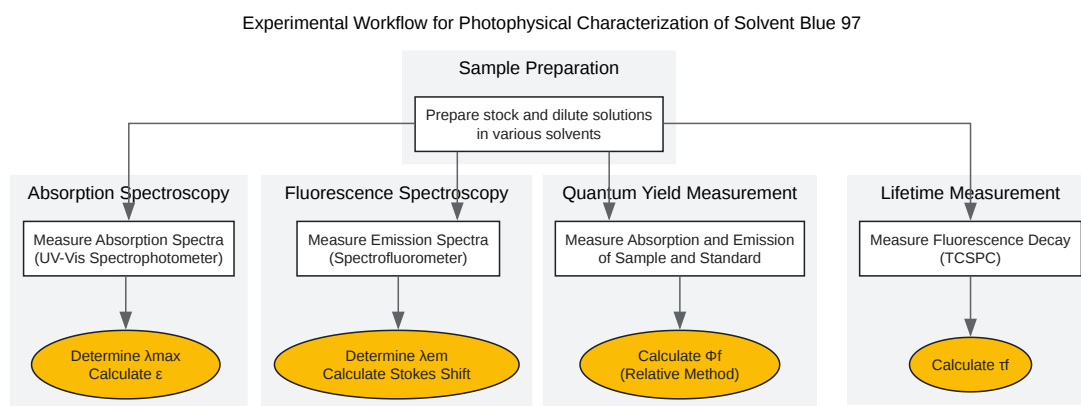 Experimental Workflow for Photophysical Characterization of Solvent Blue 97
Sample Preparation
Prepare stock and dilute solutions
in various solvents
Absorption Spectroscopy
Measure Absorption Spectra
(UV-Vis Spectrophotometer)
Determine λmax
Calculate ε
Fluorescence Spectroscopy
Measure Emission Spectra
(Spectrofluorometer)
Determine λem
Calculate Stokes Shift
Quantum Yield Measurement
Measure Absorption and Emission
of Sample and Standard
Calculate Φf
(Relative Method)
Lifetime Measurement
Measure Fluorescence Decay
(TCSPC)
Calculate τf